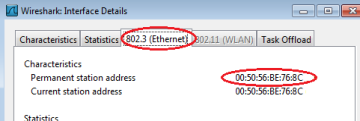 Wireshark: Interface Details
Characteristics Statistics 802.3 (Ethernet) 802.11 (WLAN) Task Offload
Characteristics
Permanent station address 00:50:56:BE:76:8C
Current station address 00:50:56:BE:76:8C
Statistics